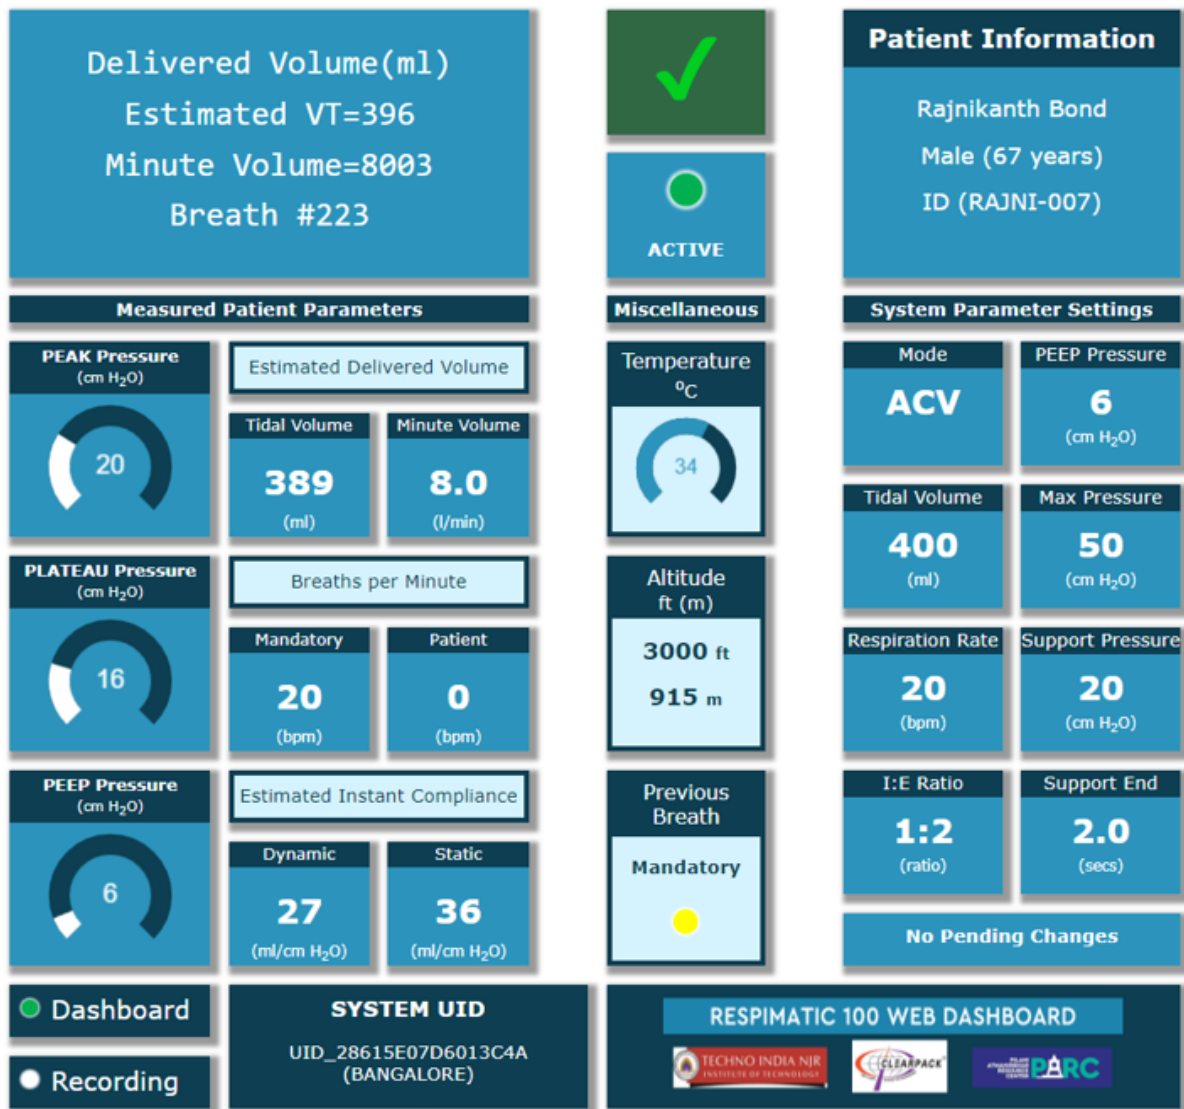 Delivered Volume(ml)
Estimated VT=396
Minute Volume=8003
Breath #223
ACTIVE
Patient Information
Rajnikanth Bond
Male (67 years)
ID (RAJNI-007)
Measured Patient Parameters
PEAK Pressure
(cm H₂O)
20
Estimated Delivered Volume
Tidal Volume
389
(ml)
Minute Volume
8.0
(l/min)
PLATEAU Pressure
(cm H₂O)
16
Breaths per Minute
Mandatory
20
(bpm)
Patient
0
(bpm)
PEEP Pressure
(cm H₂O)
6
Estimated Instant Compliance
Dynamic
27
(ml/cm H₂O)
Static
36
(ml/cm H₂O)
Miscellaneous
Temperature
⁰C
34
Altitude
ft (m)
3000 ft
915 m
Previous
Breath
Mandatory
System Parameter Settings
Mode
ACV
PEEP Pressure
6
(cm H₂O)
Tidal Volume
400
(ml)
Max Pressure
50
(cm H₂O)
Respiration Rate
20
(bpm)
Support Pressure
20
(cm H₂O)
I:E Ratio
1:2
(ratio)
Support End
2.0
(secs)
No Pending Changes
Dashboard
Recording
SYSTEM UID
UID_28615E07D6013C4A
(BANGALORE)
RESPIMATIC 100 WEB DASHBOARD
TECHNO INDIA NJR
INSTITUTE OF TECHNOLOGY
CLEARPACK
PARC